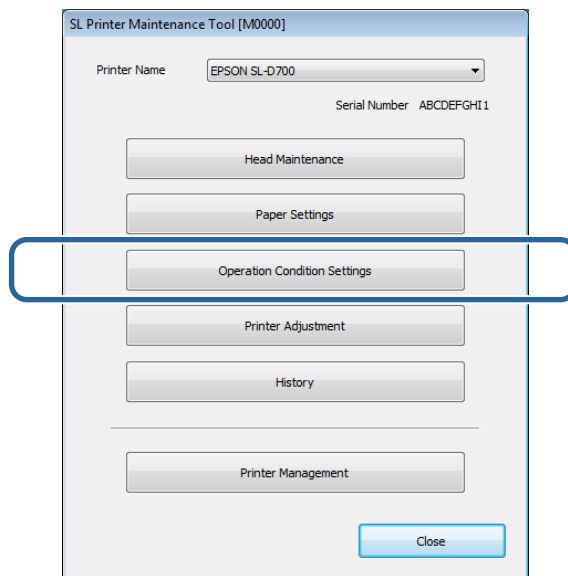 SL Printer Maintenance Tool [M0000]
Printer Name EPSON SL-D700
Serial Number ABCDEFGHI1
Head Maintenance
Paper Settings
Operation Condition Settings
Printer Adjustment
History
Printer Management
Close